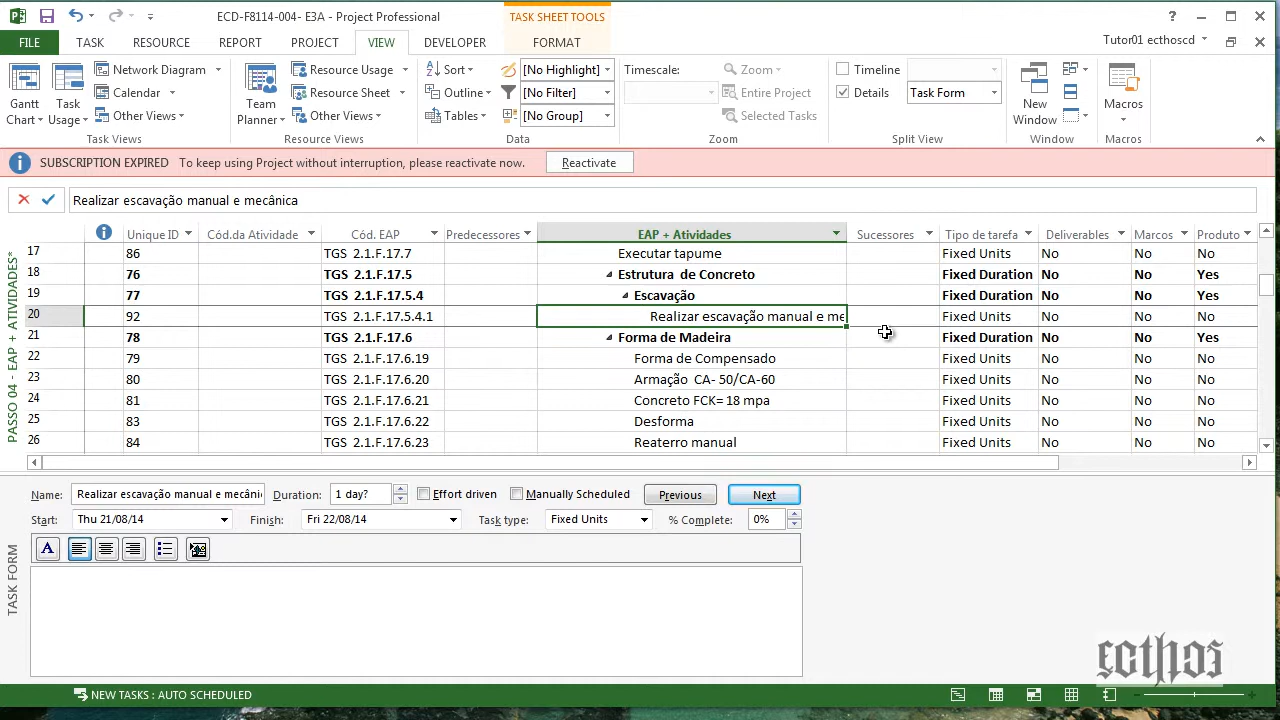 ECD-F8114-004- E3A - Project Professional
TASK SHEET TOOLS
FILE TASK RESOURCE REPORT PROJECT VIEW DEVELOPER FORMAT
Tutor01 ecthoscd
Gantt Chart
Task Usage
Network Diagram
Calendar
Other Views
Task Views
Team Planner
Resource Usage
Resource Sheet
Other Views
Resource Views
Sort
Outline
Tables
[No Highlight]
[No Filter]
[No Group]
Data
Timescale:
Zoom
Entire Project
Selected Tasks
Zoom
Timeline
Details Task Form
Split View
New Window
Window
Macros
Macros
SUBSCRIPTION EXPIRED To keep using Project without interruption, please reactivate now. Reactivate
Realizar escavação manual e mecânica
Unique ID Cód.da Atividade Cód. EAP Predecessores EAP + Atividades Sucessores Tipo de tarefa Deliverables Marcos Produto
17 86 TGS 2.1.F.17.7 Executar tapume Fixed Units No No No
18 76 TGS 2.1.F.17.5 Estrutura de Concreto Fixed Duration No No Yes
19 77 TGS 2.1.F.17.5.4 Escavação Fixed Duration No No Yes
20 92 TGS 2.1.F.17.5.4.1 Realizar escavação manual e me Fixed Units No No No
21 78 TGS 2.1.F.17.6 Forma de Madeira Fixed Duration No No Yes
22 79 TGS 2.1.F.17.6.19 Forma de Compensado Fixed Units No No No
23 80 TGS 2.1.F.17.6.20 Armação CA- 50/CA-60 Fixed Units No No No
24 81 TGS 2.1.F.17.6.21 Concreto FCK= 18 mpa Fixed Units No No No
25 83 TGS 2.1.F.17.6.22 Desforma Fixed Units No No No
26 84 TGS 2.1.F.17.6.23 Reaterro manual Fixed Units No No No
PASSO 04 - EAP + ATIVIDADES*
Name: Realizar escavação manual e mecâni Duration: 1 day? Effort driven Manually Scheduled Previous Next
Start: Thu 21/08/14 Finish: Fri 22/08/14 Task type: Fixed Units % Complete: 0%
TASK FORM
ecthos
NEW TASKS : AUTO SCHEDULED